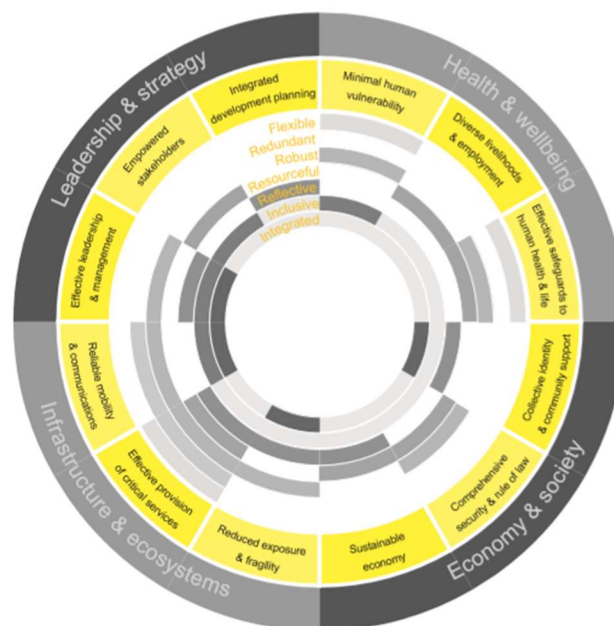 Leadership & strategy
Health & wellbeing
Economy & society
Infrastructure & ecosystems
Integrated
development planning
Minimal human
vulnerability
Diverse livelihoods
& employment
Effective safeguards to
human health & life
Collective identity
& community support
Comprehensive
security & rule of law
Sustainable
economy
Reduced exposure
& fragility
Effective provision
of critical services
Reliable mobility
& communications
Effective leadership
& management
Empowered
stakeholders
Flexible
Redundant
Robust
Resourceful
Reflective
Inclusive
Integrated